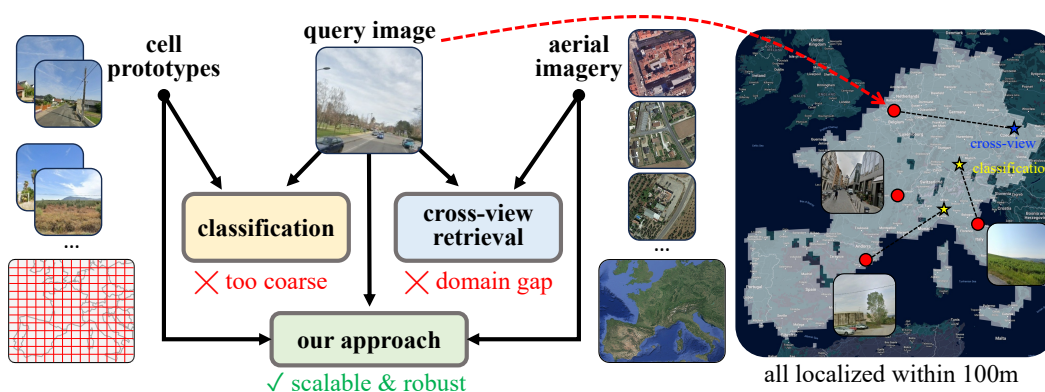 cell
prototypes
query image
aerial
imagery
classification
cross-view
retrieval
too coarse
domain gap
our approach
✓ scalable & robust
...
...
cross-view
classification
all localized within 100m